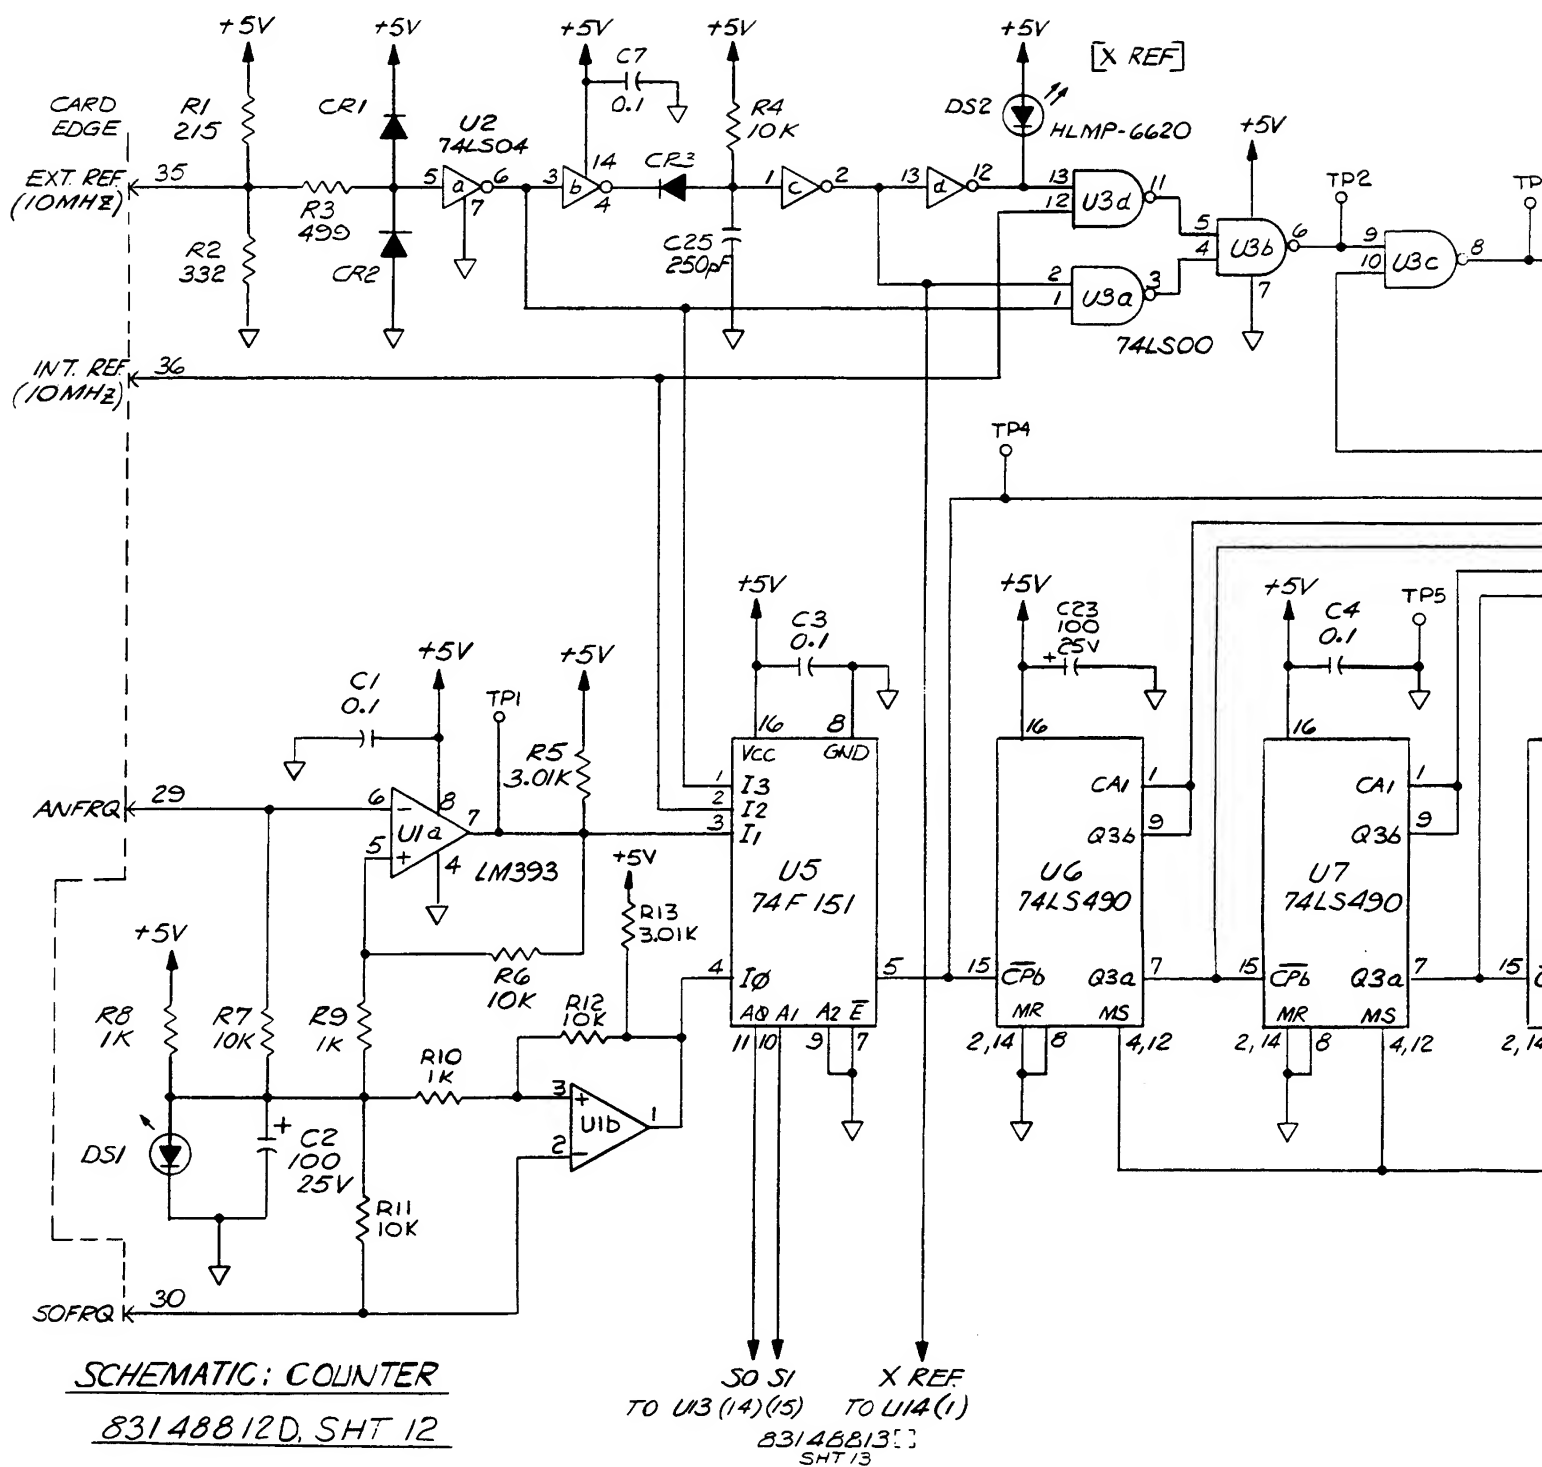 +5V
+5V
+5V
+5V
+5V
[X REF]
C7
0.1
CARD
EDGE
R1
215
CR1
U2
74LS04
R4
10K
DS2
HLMP-6620
+5V
EXT. REF.
(10MHZ)
35
R3
499
5
a
6
7
3
b
14
4
CR3
1
c
2
13
d
12
13
12
U3d
11
5
4
U3b
6
7
TP2
9
10
U3c
8
TP
R2
332
CR2
C25
250pF
2
1
U3a
3
74LS00
INT. REF.
(10MHZ)
36
TP4
+5V
C3
0.1
+5V
C23
100
25V
+
+5V
C4
0.1
TP5
C1
0.1
+5V
TP1
+5V
R5
3.01K
16
8
VCC
GND
16
16
ANFRQ
29
6
-
5
+
U1a
8
7
4
LM393
1
I3
2
I2
3
I1
CA1
1
Q3b
9
CA1
1
Q3b
9
+5V
R13
3.01K
U5
74F151
U6
74LS490
U7
74LS490
+5V
R8
1K
R7
10K
R9
1K
R6
10K
R12
10K
4
IØ
5
15
CPb
Q3a
7
15
CPb
Q3a
7
15
AØ
A1
A2
E
MR
MS
MR
MS
11
10
9
7
2,14
8
4,12
2,14
8
4,12
2,14
R10
1K
3
+
U1b
1
2
-
DS1
+
C2
100
25V
R11
10K
SOFRQ
30
SCHEMATIC: COUNTER
83148812D, SHT 12
S0 S1
TO U13 (14)(15)
X REF.
TO U14 (1)
83148813[ ]
SHT 13